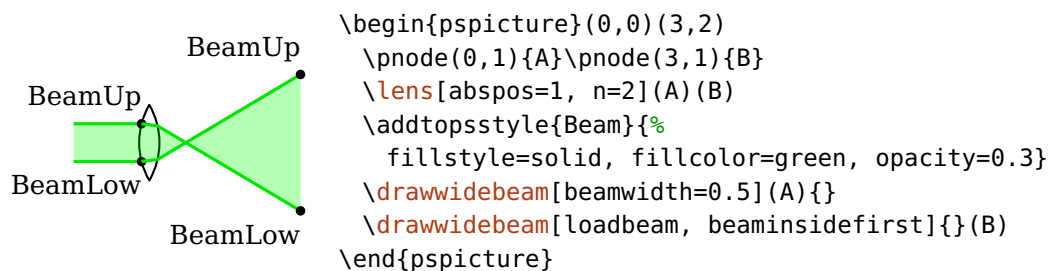 BeamUp
BeamUp
BeamLow
BeamLow
\begin{pspicture}(0,0)(3,2)
\pnode(0,1){A}\pnode(3,1){B}
\lens[abspos=1, n=2](A)(B)
\addtopsstyle{Beam}{%
fillstyle=solid, fillcolor=green, opacity=0.3}
\drawwidebeam[beamwidth=0.5](A){}
\drawwidebeam[loadbeam, beaminsidefirst]{}(B)
\end{pspicture}